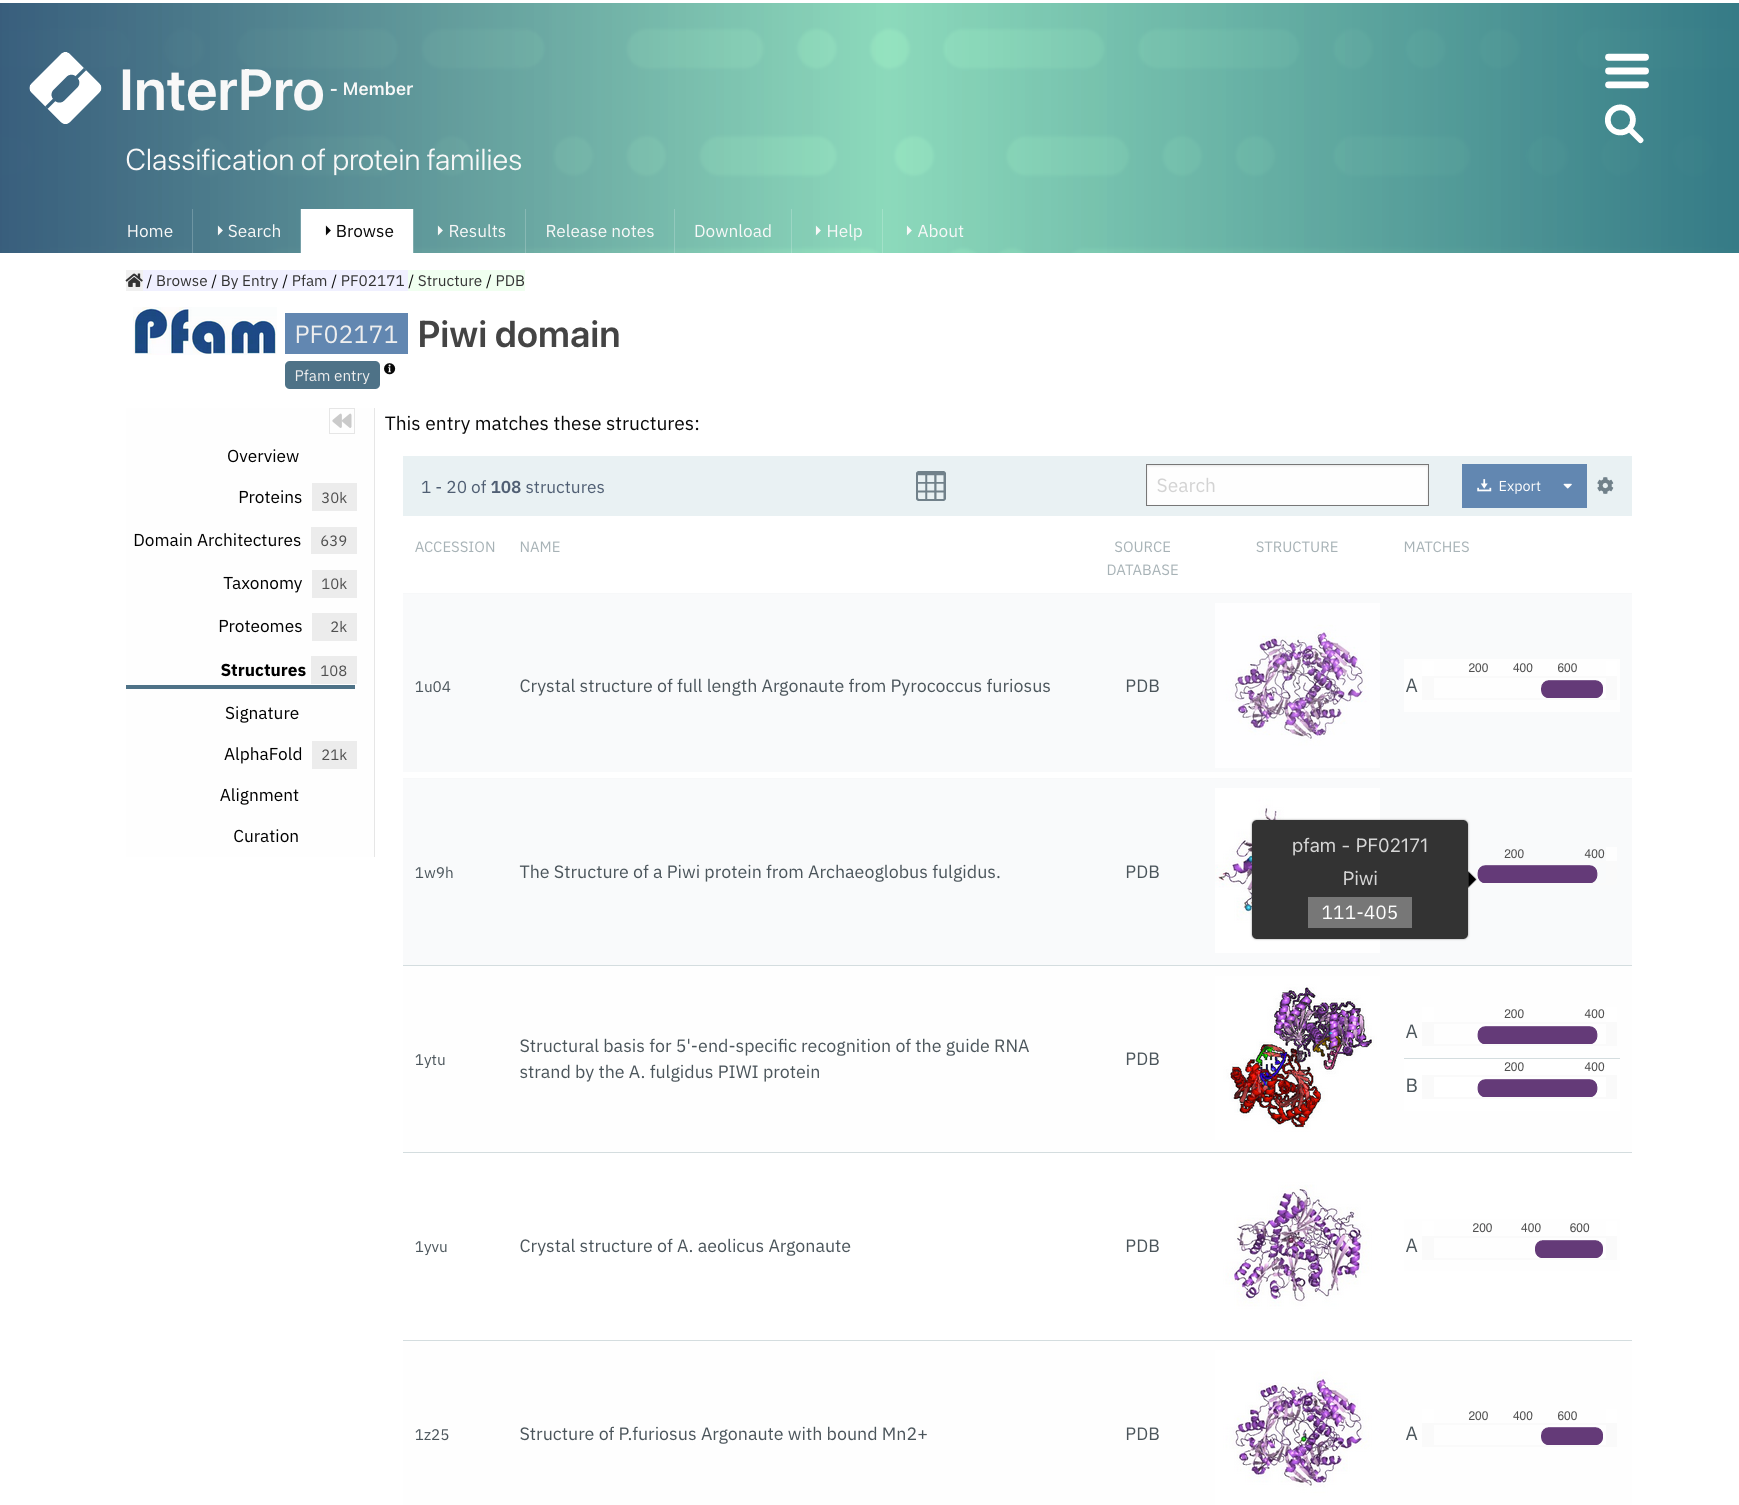 InterPro - Member
Classification of protein families
Home Search Browse Results Release notes Download Help About
/ Browse / By Entry / Pfam / PF02171 / Structure / PDB
Pfam PF02171 Piwi domain
Pfam entry
This entry matches these structures:
Overview
Proteins 30k
Domain Architectures 639
Taxonomy 10k
Proteomes 2k
Structures 108
Signature
AlphaFold 21k
Alignment
Curation
1 - 20 of 108 structures Search Export
ACCESSION NAME SOURCE DATABASE STRUCTURE MATCHES
200 400 600
1u04 Crystal structure of full length Argonaute from Pyrococcus furiosus PDB A
pfam - PF02171
Piwi
111-405
200 400
1w9h The Structure of a Piwi protein from Archaeoglobus fulgidus. PDB
200 400
A
1ytu Structural basis for 5'-end-specific recognition of the guide RNA
strand by the A. fulgidus PIWI protein PDB
200 400
B
200 400 600
1yvu Crystal structure of A. aeolicus Argonaute PDB A
200 400 600
1z25 Structure of P.furiosus Argonaute with bound Mn2+ PDB A